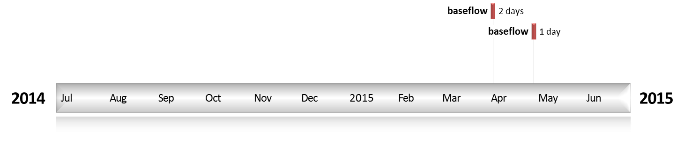 baseflow 2 days
baseflow 1 day
2014 Jul Aug Sep Oct Nov Dec 2015 Feb Mar Apr May Jun 2015